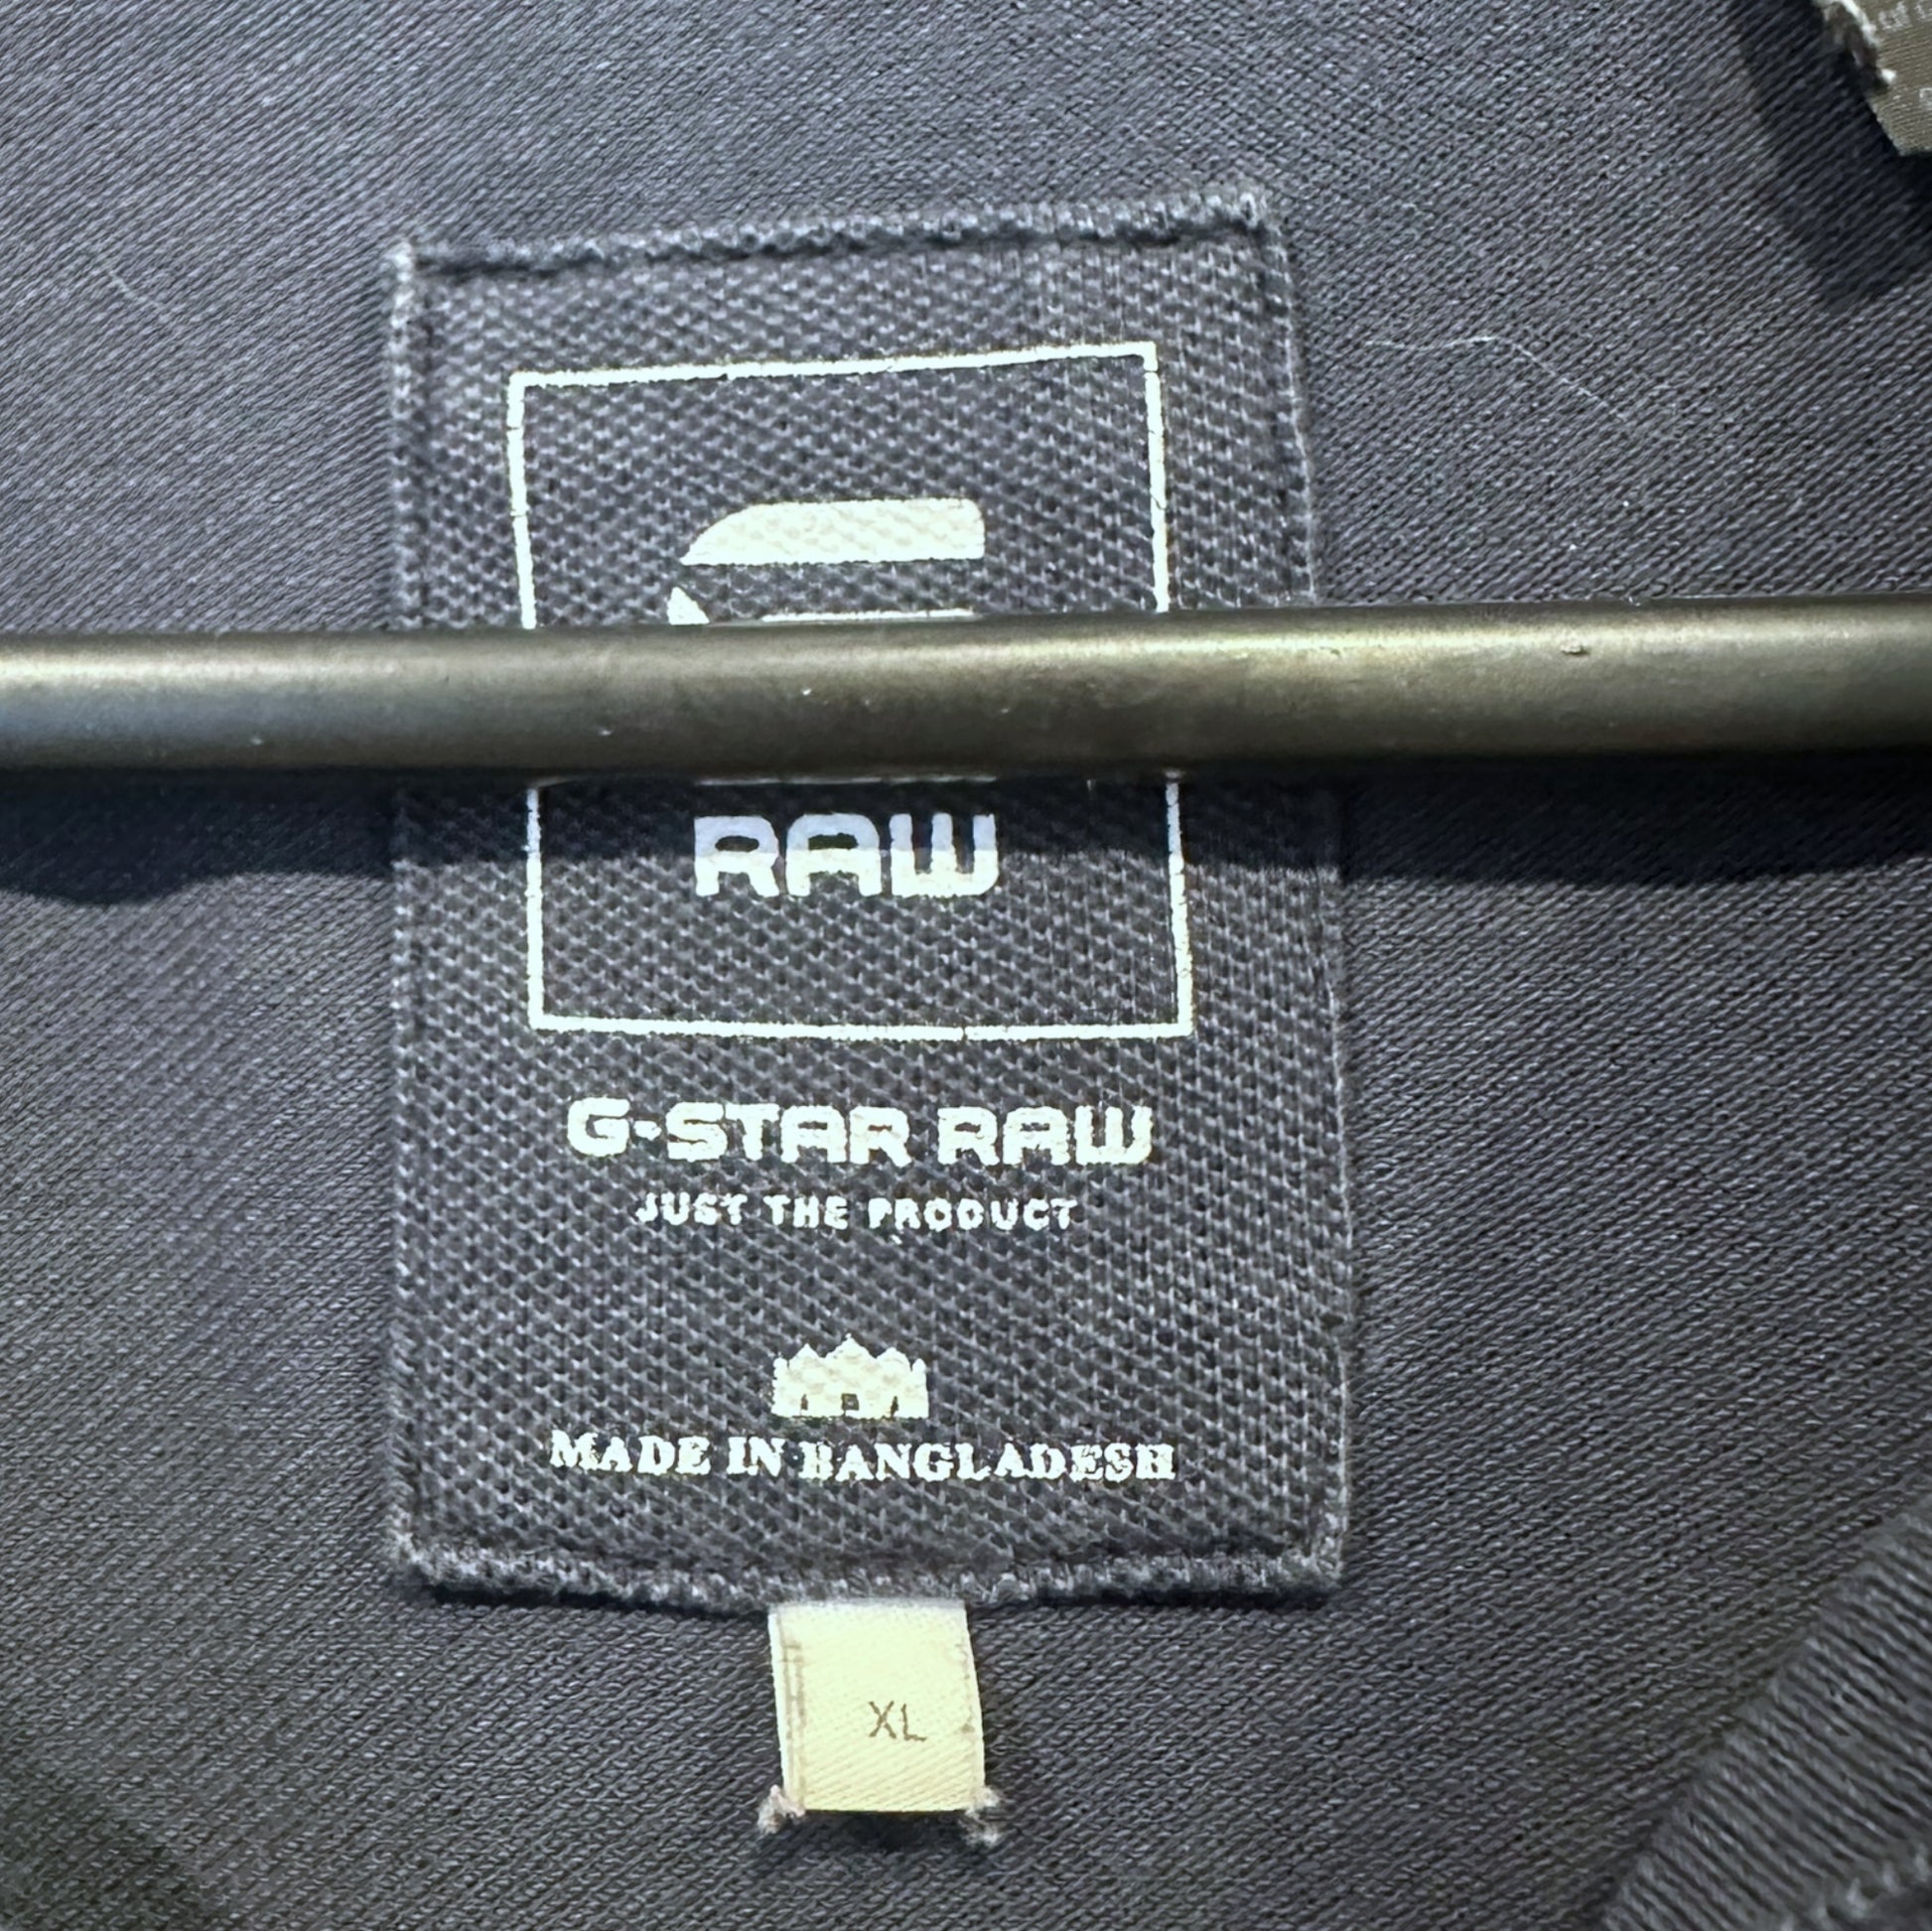 RAW
G-STAR RAW
JUST THE PRODUCT
MADE IN BANGLADESH
XL